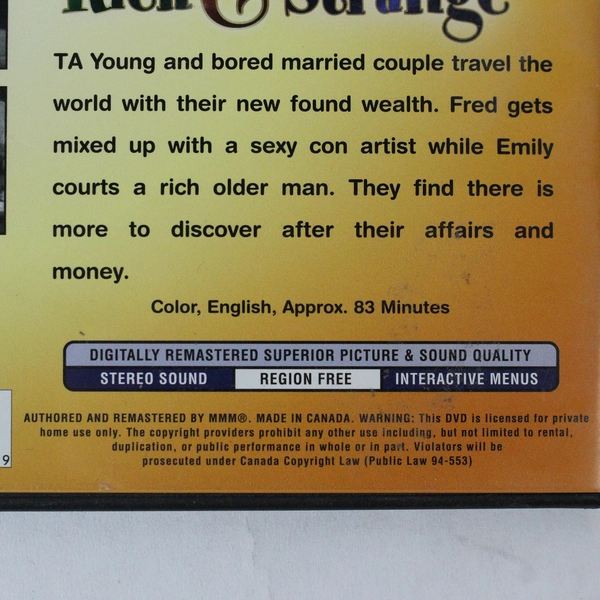 Rich & Strange
TA Young and bored married couple travel the
world with their new found wealth. Fred gets
mixed up with a sexy con artist while Emily
courts a rich older man. They find there is
more to discover after their affairs and
money.
Color, English, Approx. 83 Minutes
DIGITALLY REMASTERED SUPERIOR PICTURE & SOUND QUALITY
STEREO SOUND REGION FREE INTERACTIVE MENUS
AUTHORED AND REMASTERED BY MMM®. MADE IN CANADA. WARNING: This DVD is licensed for private
home use only. The copyright providers prohibit any other use including, but not limited to rental,
duplication, or public performance in whole or in part. Violators will be
prosecuted under Canada Copyright Law (Public Law 94-553)
9